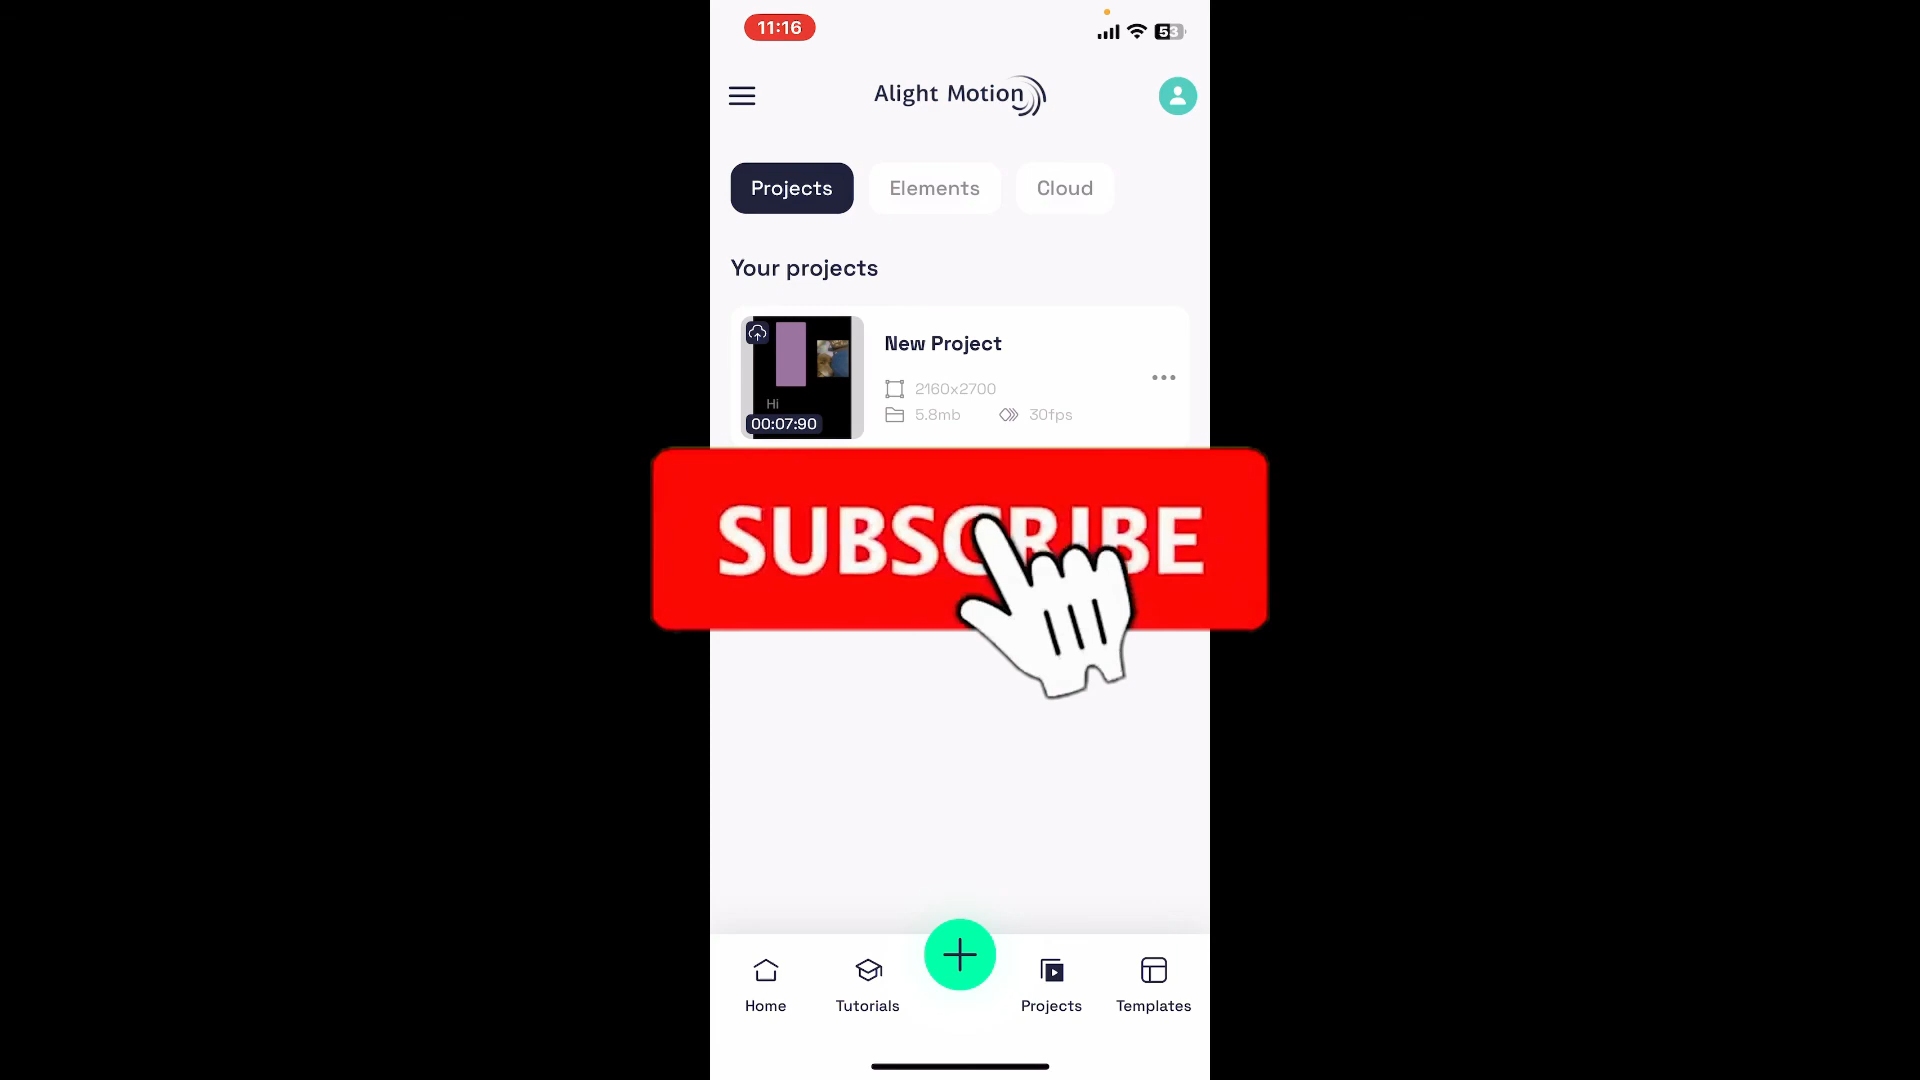 11:16
53
Alight Motion
Projects
Elements
Cloud
Your projects
New Project
2160x2700
5.8mb
30fps
Hi
00:07:90
SUBSCRIBE
Home
Tutorials
Projects
Templates